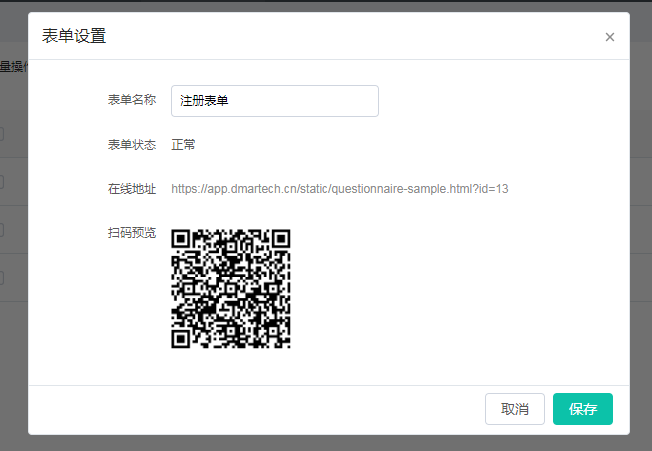 表单设置
×
量操
表单名称 注册表单
表单状态 正常
在线地址 https://app.dmartech.cn/static/questionnaire-sample.html?id=13
扫码预览
取消 保存